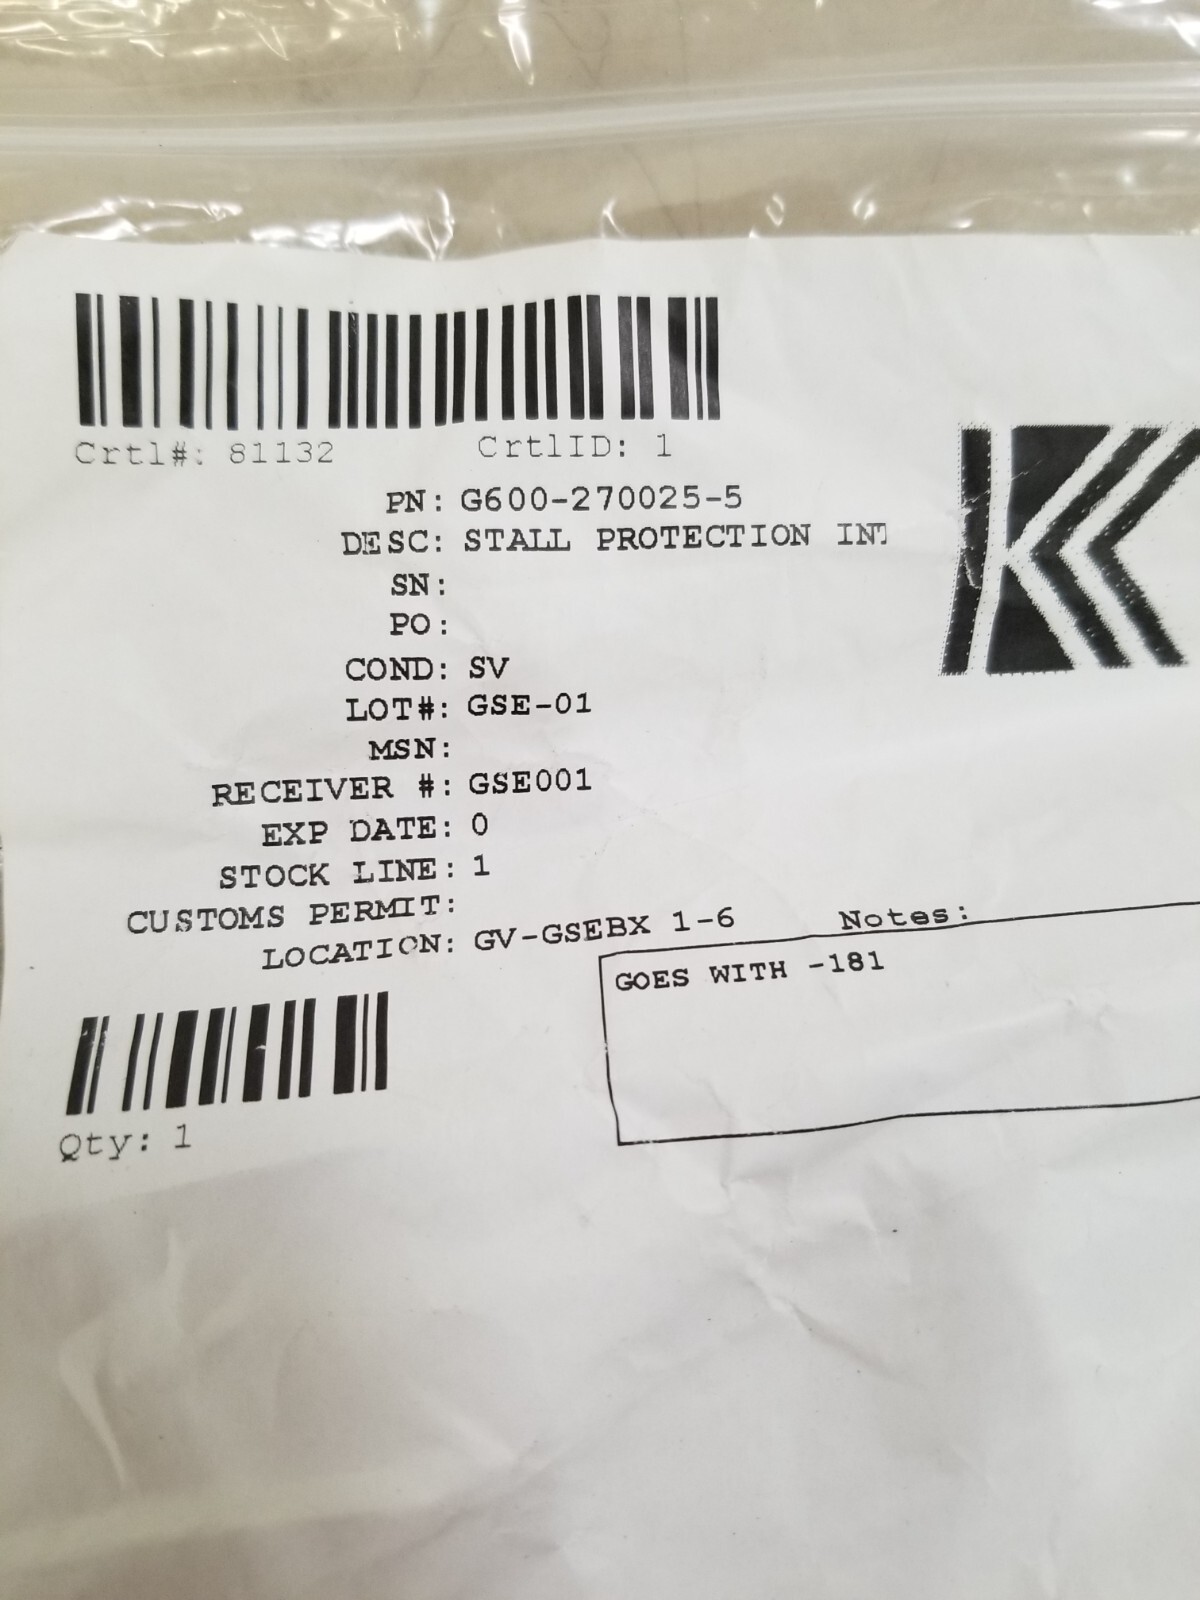 Crtl#: 81132 CrtlID: 1
PN: G600-270025-5
DESC: STALL PROTECTION INT
SN:
PO:
COND: SV
LOT#: GSE-01
MSN:
RECEIVER #: GSE001
EXP DATE: 0
STOCK LINE: 1
CUSTOMS PERMIT:
LOCATION: GV-GSEBX 1-6
Notes:
GOES WITH -181
Qty: 1